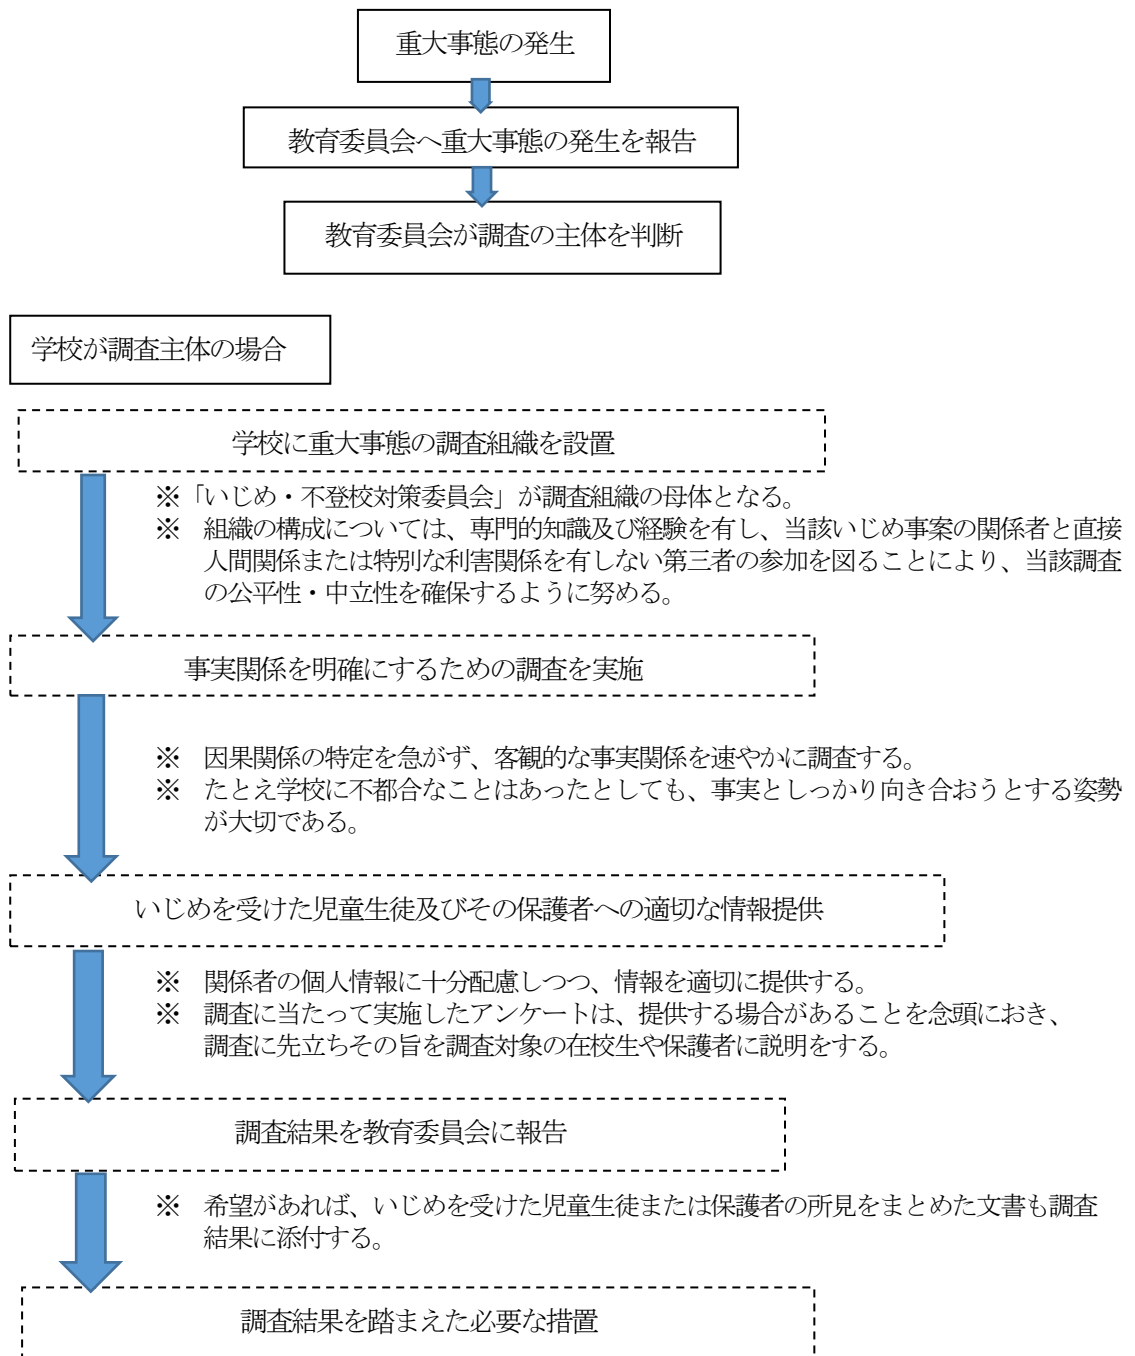 重大事態の発生
教育委員会へ重大事態の発生を報告
教育委員会が調査の主体を判断
学校が調査主体の場合
学校に重大事態の調査組織を設置
※「いじめ・不登校対策委員会」が調査組織の母体となる。
※　組織の構成については、専門的知識及び経験を有し、当該いじめ事案の関係者と直接
人間関係または特別な利害関係を有しない第三者の参加を図ることにより、当該調査
の公平性・中立性を確保するように努める。
事実関係を明確にするための調査を実施
※　因果関係の特定を急がず、客観的な事実関係を速やかに調査する。
※　たとえ学校に不都合なことはあったとしても、事実としっかり向き合おうとする姿勢
が大切である。
いじめを受けた児童生徒及びその保護者への適切な情報提供
※　関係者の個人情報に十分配慮しつつ、情報を適切に提供する。
※　調査に当たって実施したアンケートは、提供する場合があることを念頭におき、
調査に先立ちその旨を調査対象の在校生や保護者に説明をする。
調査結果を教育委員会に報告
※　希望があれば、いじめを受けた児童生徒または保護者の所見をまとめた文書も調査
結果に添付する。
調査結果を踏まえた必要な措置